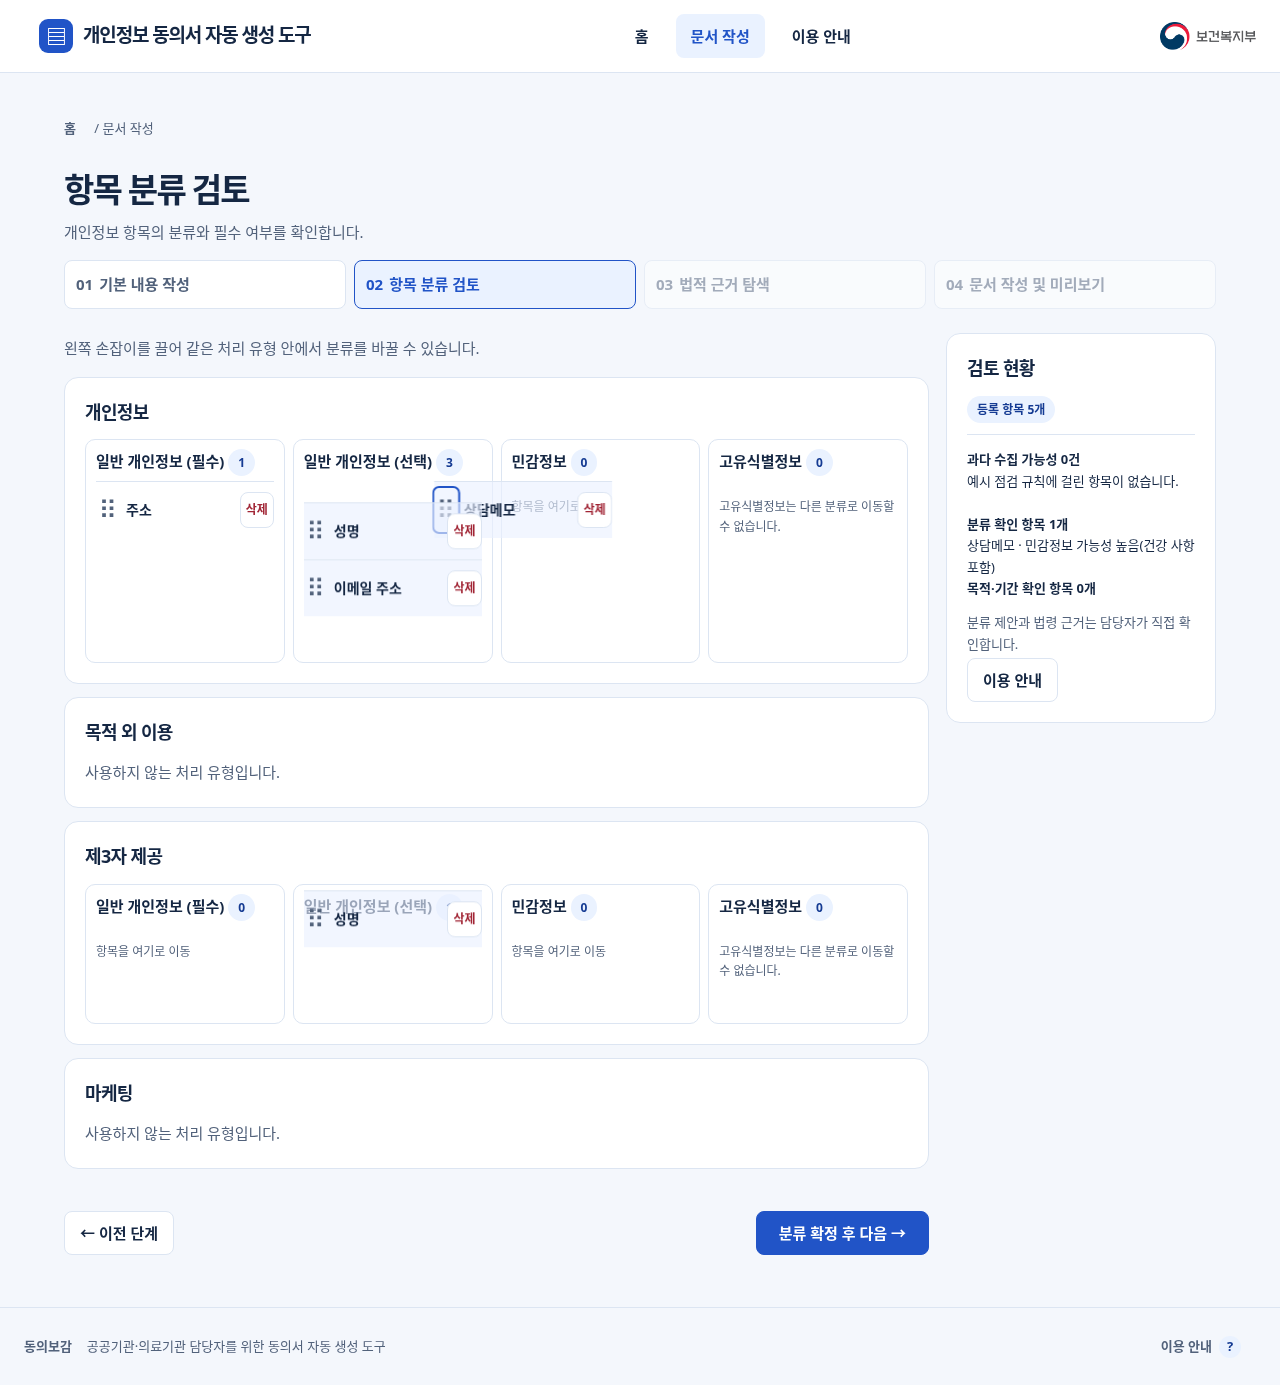 개인정보 동의서 자동 생성 도구
홈
문서 작성
이용 안내
보건복지부
홈 / 문서 작성
항목 분류 검토
개인정보 항목의 분류와 필수 여부를 확인합니다.
01 기본 내용 작성
02 항목 분류 검토
03 법적 근거 탐색
04 문서 작성 및 미리보기
왼쪽 손잡이를 끌어 같은 처리 유형 안에서 분류를 바꿀 수 있습니다.
개인정보
일반 개인정보 (필수) 1
주소
삭제
일반 개인정보 (선택) 3
상담메모
삭제
성명
삭제
이메일 주소
삭제
민감정보 0
항목을 여기로
고유식별정보 0
고유식별정보는 다른 분류로 이동할
수 없습니다.
목적 외 이용
사용하지 않는 처리 유형입니다.
제3자 제공
일반 개인정보 (필수) 0
항목을 여기로 이동
일반 개인정보 (선택)
성명
삭제
민감정보 0
항목을 여기로 이동
고유식별정보 0
고유식별정보는 다른 분류로 이동할
수 없습니다.
마케팅
사용하지 않는 처리 유형입니다.
← 이전 단계
분류 확정 후 다음 →
검토 현황
등록 항목 5개
과다 수집 가능성 0건
예시 점검 규칙에 걸린 항목이 없습니다.
분류 확인 항목 1개
상담메모 · 민감정보 가능성 높음(건강 사항
포함)
목적·기간 확인 항목 0개
분류 제안과 법령 근거는 담당자가 직접 확
인합니다.
이용 안내
동의보감 공공기관·의료기관 담당자를 위한 동의서 자동 생성 도구
이용 안내 ?